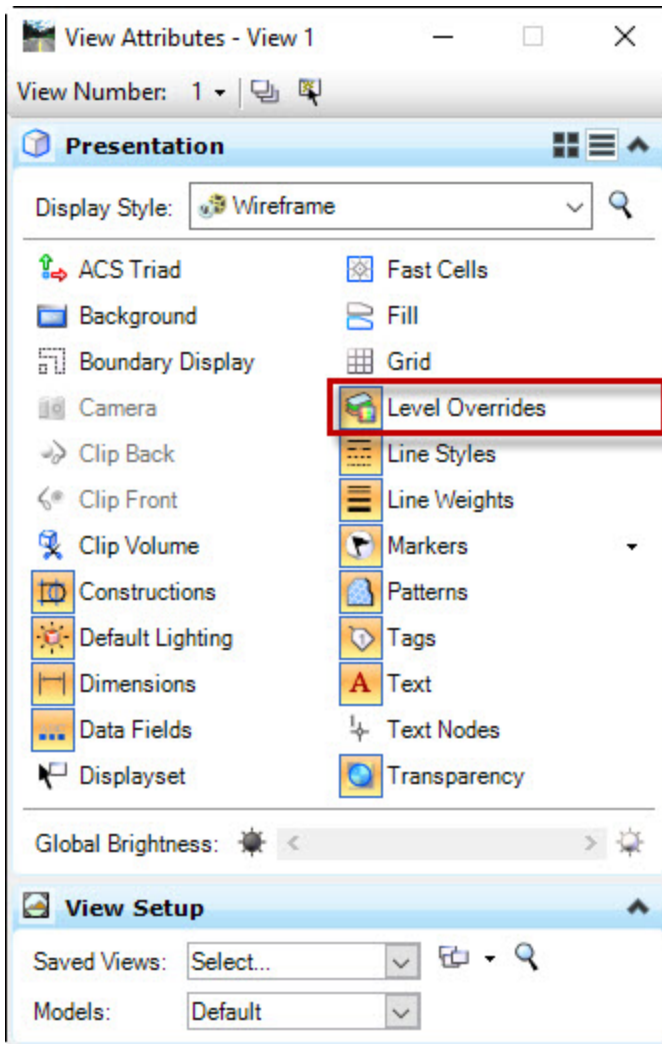 View Attributes - View 1
View Number: 1
Presentation
Display Style: Wireframe
ACS Triad
Fast Cells
Background
Fill
Boundary Display
Grid
Camera
Level Overrides
Clip Back
Line Styles
Clip Front
Line Weights
Clip Volume
Markers
Constructions
Patterns
Default Lighting
Tags
Dimensions
Text
Data Fields
Text Nodes
Displayset
Transparency
Global Brightness:
View Setup
Saved Views: Select...
Models: Default